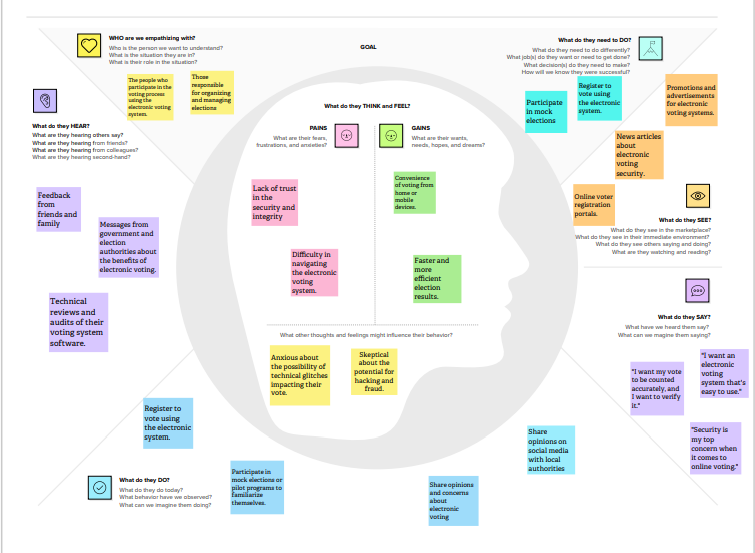 WHO are we empathizing with?
Who is the person we want to understand?
What is the situation they are in?
What is their role in the situation?
The people who
participate in the
voting process
using the
electronic voting
system.
Those
responsible
for organizing
and managing
elections
GOAL
What do they need to DO?
What do they need to do differently?
What job(s) do they want or need to get done?
What decision(s) do they need to make?
How will we know they were successful?
Participate
in mock
elections
Register to
vote using
the electronic
system.
Promotions and
advertisements
for electronic
voting systems.
News articles
about
electronic
voting
security.
Online voter
registration
portals.
What do they SEE?
What do they see in the marketplace?
What do they see in their immediate environment?
What do they see others saying and doing?
What are they watching and reading?
What do they HEAR?
What are they hearing others say?
What are they hearing from friends?
What are they hearing from colleagues?
What are they hearing second-hand?
Feedback
from
friends and
family
Messages from
government and
election
authorities about
the benefits of
electronic voting.
Technical
reviews and
audits of their
voting system
software.
What do they THINK and FEEL?
PAINS
What are their fears,
frustrations, and anxieties?
GAINS
What are their wants,
needs, hopes, and dreams?
Lack of trust
in the
security and
integrity
Difficulty in
navigating
the electronic
voting
system.
Convenience
of voting from
home or
mobile
devices.
Faster and
more
efficient
election
results.
What other thoughts and feelings might influence their behavior?
Anxious about
the possibility of
technical glitches
impacting their
vote.
Skeptical
about the
potential for
hacking and
fraud.
What do they SAY?
What have we heard them say?
What can we magine them saying?
"I want my vote
to be counted
accurately, and
I want to verify
it."
"I want an
electronic
voting
system that's
easy to use."
"Security is
my top
concern when
it comes to
online voting."
Register to
vote using the
electronic
system.
What do they DO?
What do they do today?
What behavior have we observed?
What can we imagine them doing?
Participate in
mock elections or
pilot programs to
familiarize
themselves.
Share opinions
and concerns
about
electronic
voting
Share
opinions on
social media
with local
authorities